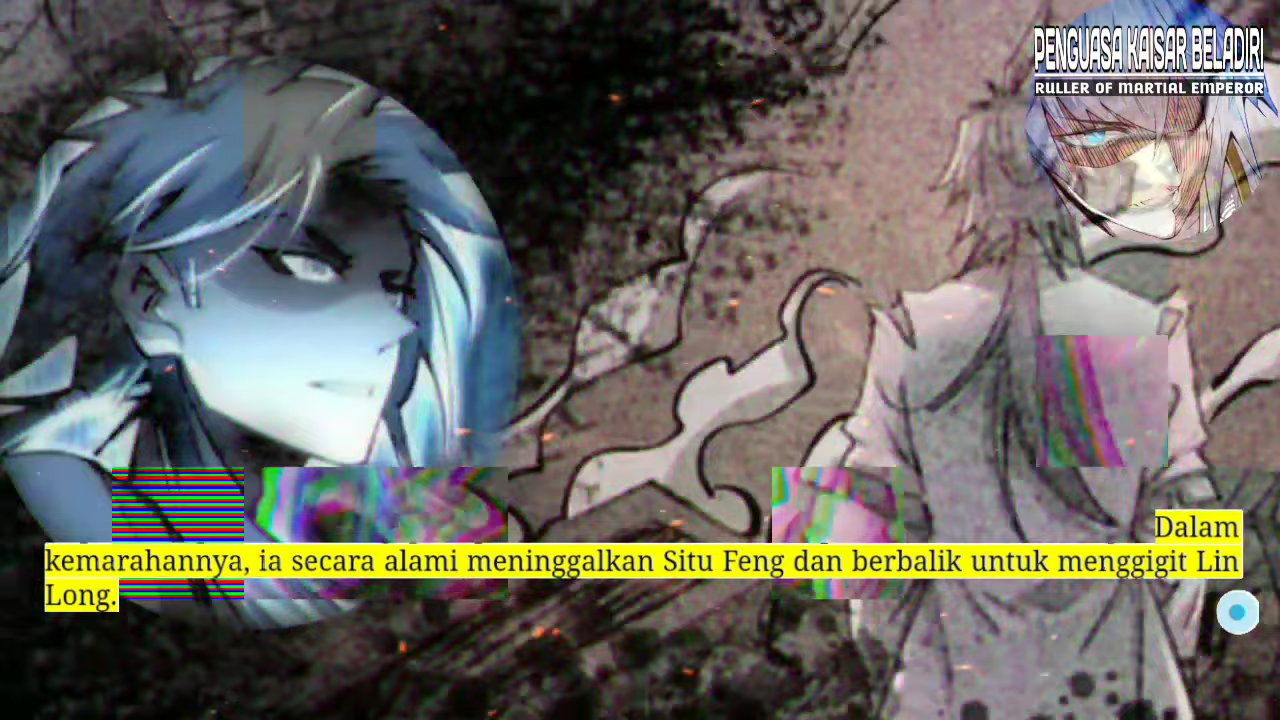 PENGUASA KAISAR BELADIRI
RULLER OF MARTIAL EMPEROR
Dalam
kemarahannya, ia secara alami meninggalkan Situ Feng dan berbalik untuk menggigit Lin
Long.